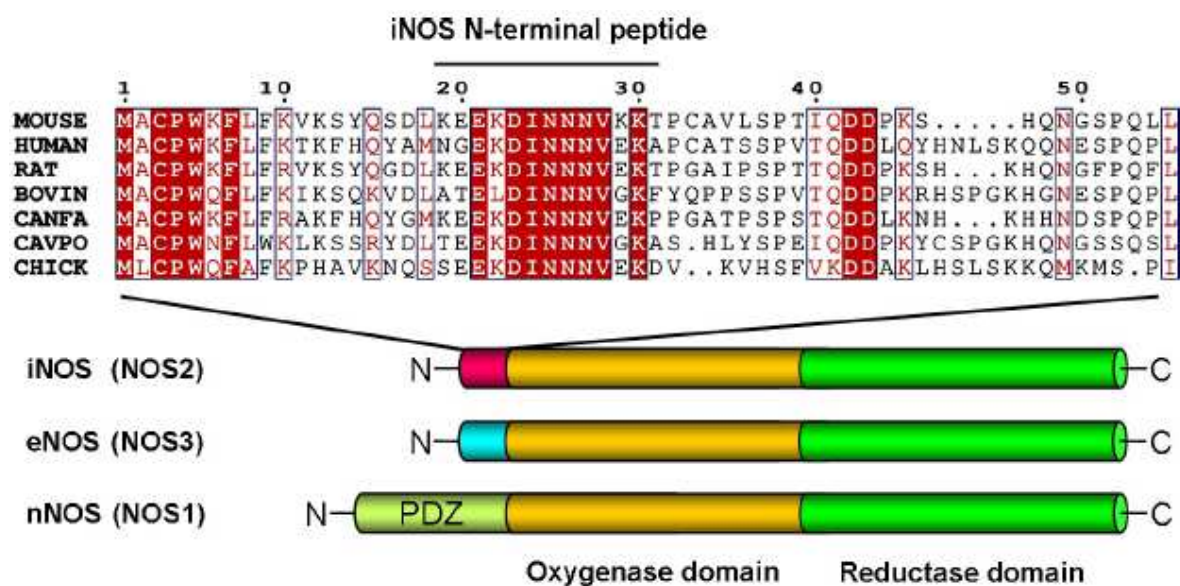 iNOS N-terminal peptide
1 10 20 30 40 50
MOUSE MACPWKFLFKVKSYQSDLKEEKDINNNVKKTPCAVLSPTIQDDPKS.....HQNGSPQLL
HUMAN MACPWKFLFKTKFHQYAMNGEKDINNNVEKAPCATSSPVTQDDLQYHNLSKQQNESPQPL
RAT MACPWKFLFRVKSYQGDLKEEKDINNNVEKTPGAIPSPTTQDDPKSH...KHQNGFPQFL
BOVIN MACPWQFLFKIKSQKVDLATELDINNNVGKFYQPPSSPVTQDDPKRHSPGKHGNESPQPL
CANFA MACPWKFLFRAKFHQYGMKEEKDINNNVEKPPGATPSPSTQDDLKNH...KHHNDSPQPL
CAVPO MACPWNFLWKLKSSRYDLTEEKDINNNVGKAS.HLYSPEIQDDPKYCSPGKHQNGSSQSL
CHICK MLCPWQFAFKPHAVKNQSSEEKDINNNVEKDV..KVHSFVKDDAKLHSLSKKQMKMS.PI
iNOS (NOS2) N C
eNOS (NOS3) N C
nNOS (NOS1) N PDZ C
Oxygenase domain Reductase domain